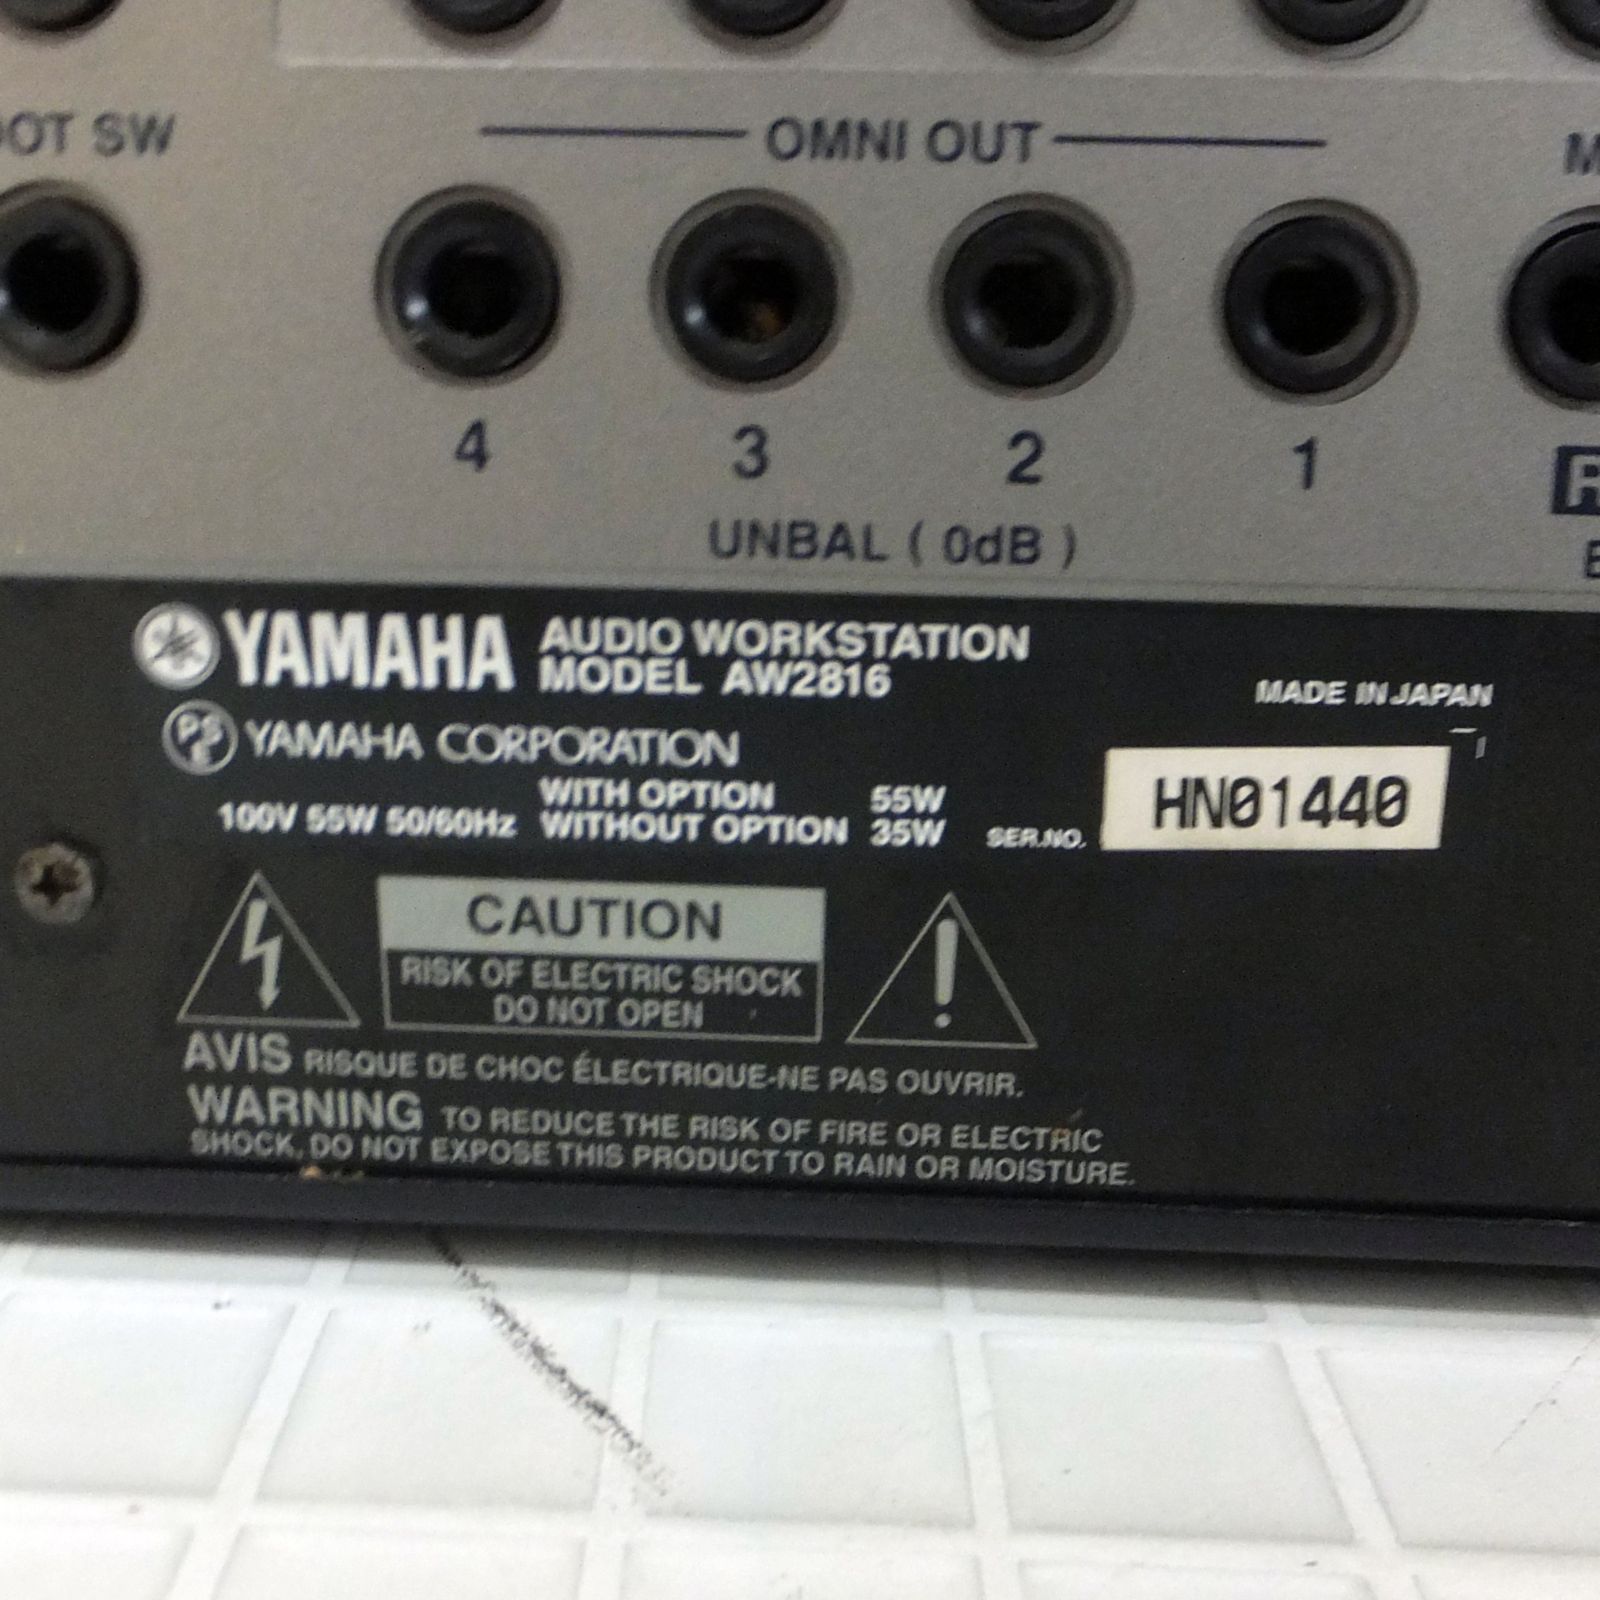 OOT SW
OMNI OUT
4 3 2 1
UNBAL ( 0dB )
YAMAHA AUDIO WORKSTATION
MODEL AW2816
MADE IN JAPAN
PSE YAMAHA CORPORATION
WITH OPTION 55W
100V 55W 50/60Hz WITHOUT OPTION 35W
SER.NO. HN01440
CAUTION
RISK OF ELECTRIC SHOCK
DO NOT OPEN
AVIS RISQUE DE CHOC ÉLECTRIQUE-NE PAS OUVRIR.
WARNING TO REDUCE THE RISK OF FIRE OR ELECTRIC
SHOCK, DO NOT EXPOSE THIS PRODUCT TO RAIN OR MOISTURE.